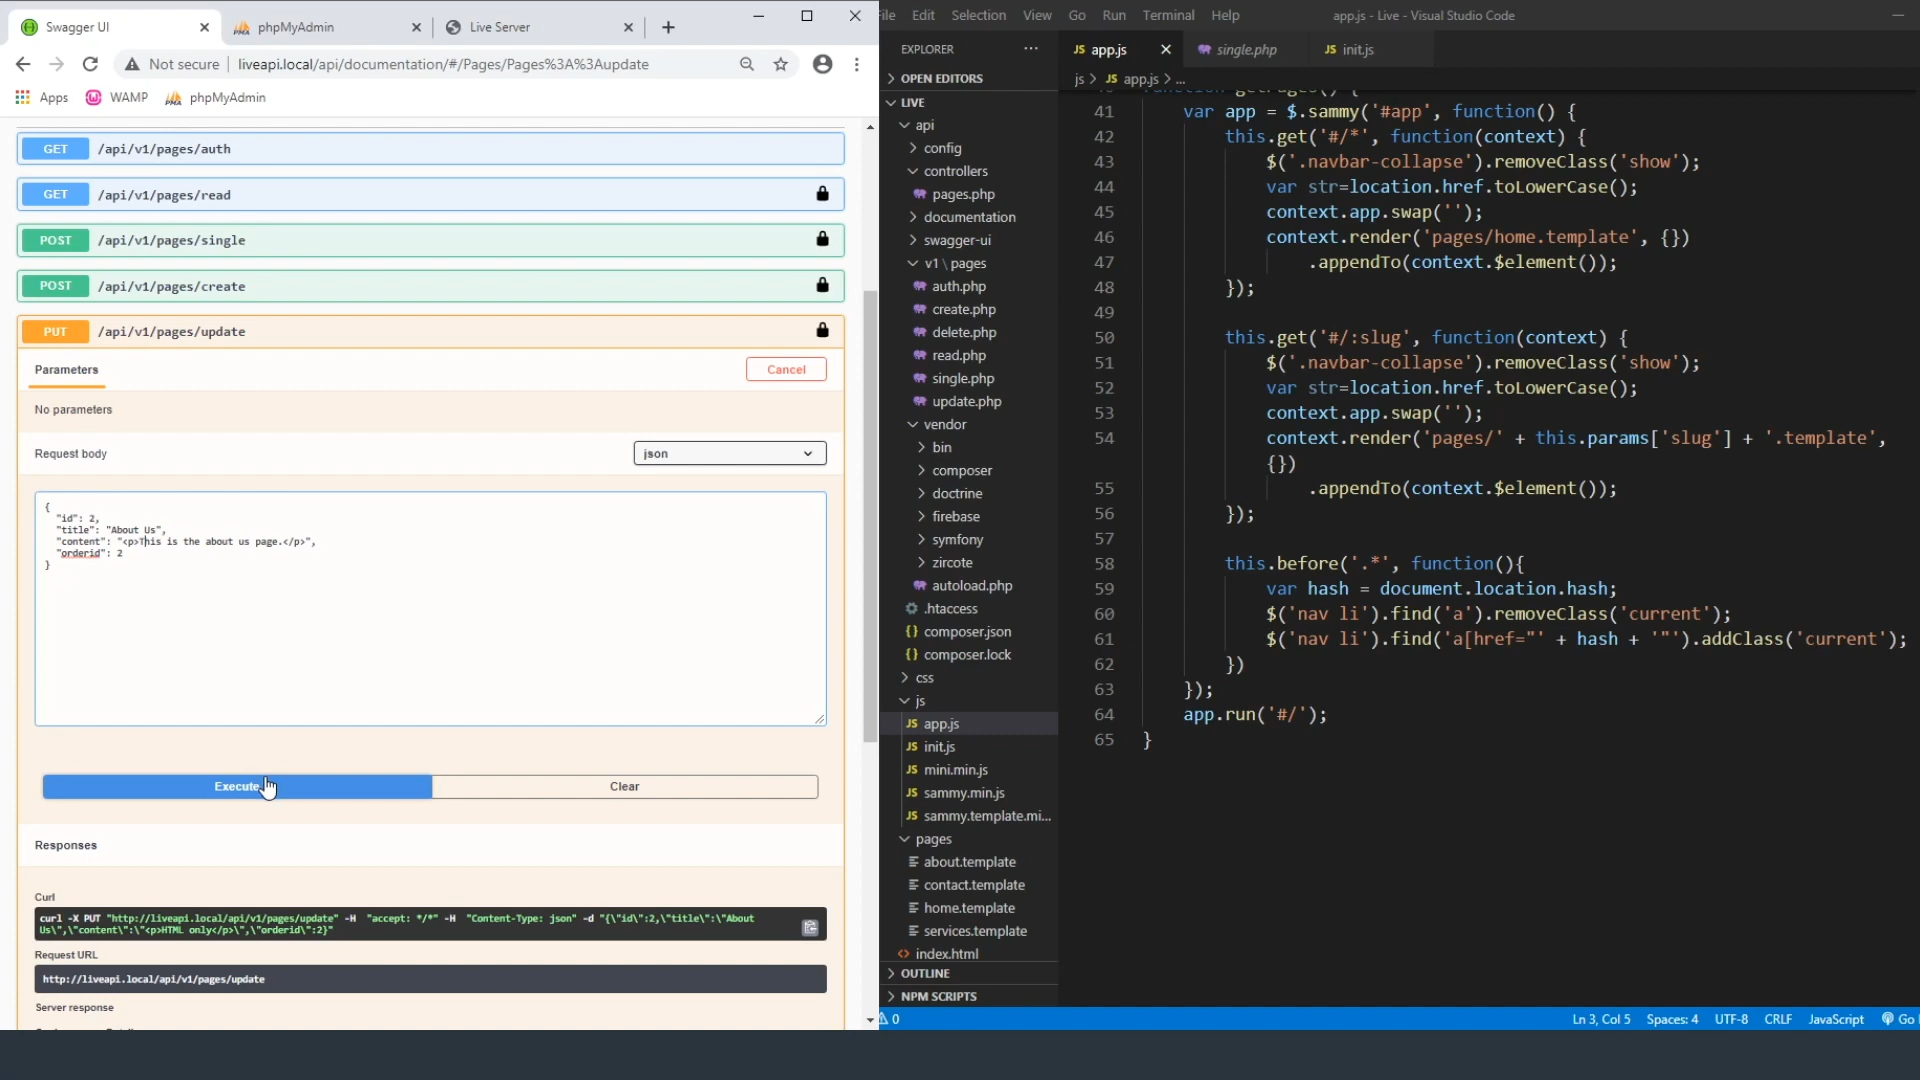 Swagger UI
phpMyAdmin
Live Server
Not secure
liveapi.local/api/documentation/#/Pages/Pages%3A%3Aupdate
Apps
WAMP
phpMyAdmin
GET /api/v1/pages/auth
GET /api/v1/pages/read
POST /api/v1/pages/single
POST /api/v1/pages/create
PUT /api/v1/pages/update
Parameters
Cancel
No parameters
Request body
json
{
"id": 2,
"title": "About Us",
"content": "<p>This is the about us page.</p>",
"orderid": 2
}
Execute
Clear
Responses
Curl
curl -X PUT "http://liveapi.local/api/v1/pages/update" -H "accept: */*" -H "Content-Type: json" -d "{\"id\":2,\"title\":\"About
Us\",\"content\":\"<p>HTML only</p>\",\"orderid\":2}"
Request URL
http://liveapi.local/api/v1/pages/update
Server response
Edit Selection View Go Run Terminal Help
app.js - Live - Visual Studio Code
EXPLORER
OPEN EDITORS
LIVE
api
config
controllers
pages.php
documentation
swagger-ui
v1 \ pages
auth.php
create.php
delete.php
read.php
single.php
update.php
vendor
bin
composer
doctrine
firebase
symfony
zircote
autoload.php
.htaccess
{} composer.json
{} composer.lock
css
js
JS app.js
JS init.js
JS mini.min.js
JS sammy.min.js
JS sammy.template.mi...
pages
about.template
contact.template
home.template
services.template
<> index.html
OUTLINE
NPM SCRIPTS
JS app.js
single.php
JS init.js
js > JS app.js > ...
41 var app = $.sammy('#app', function() {
42 this.get('#/*', function(context) {
43 $('.navbar-collapse').removeClass('show');
44 var str=location.href.toLowerCase();
45 context.app.swap('');
46 context.render('pages/home.template', {})
47 .appendTo(context.$element());
48 });
49
50 this.get('#/:slug', function(context) {
51 $('.navbar-collapse').removeClass('show');
52 var str=location.href.toLowerCase();
53 context.app.swap('');
54 context.render('pages/' + this.params['slug'] + '.template',
{})
55 .appendTo(context.$element());
56 });
57
58 this.before('.*', function(){
59 var hash = document.location.hash;
60 $('nav li').find('a').removeClass('current');
61 $('nav li').find('a[href="' + hash + '"').addClass('current');
62 })
63 });
64 app.run('#/');
65 }
0
Ln 3, Col 5
Spaces: 4
UTF-8
CRLF
JavaScript
Go